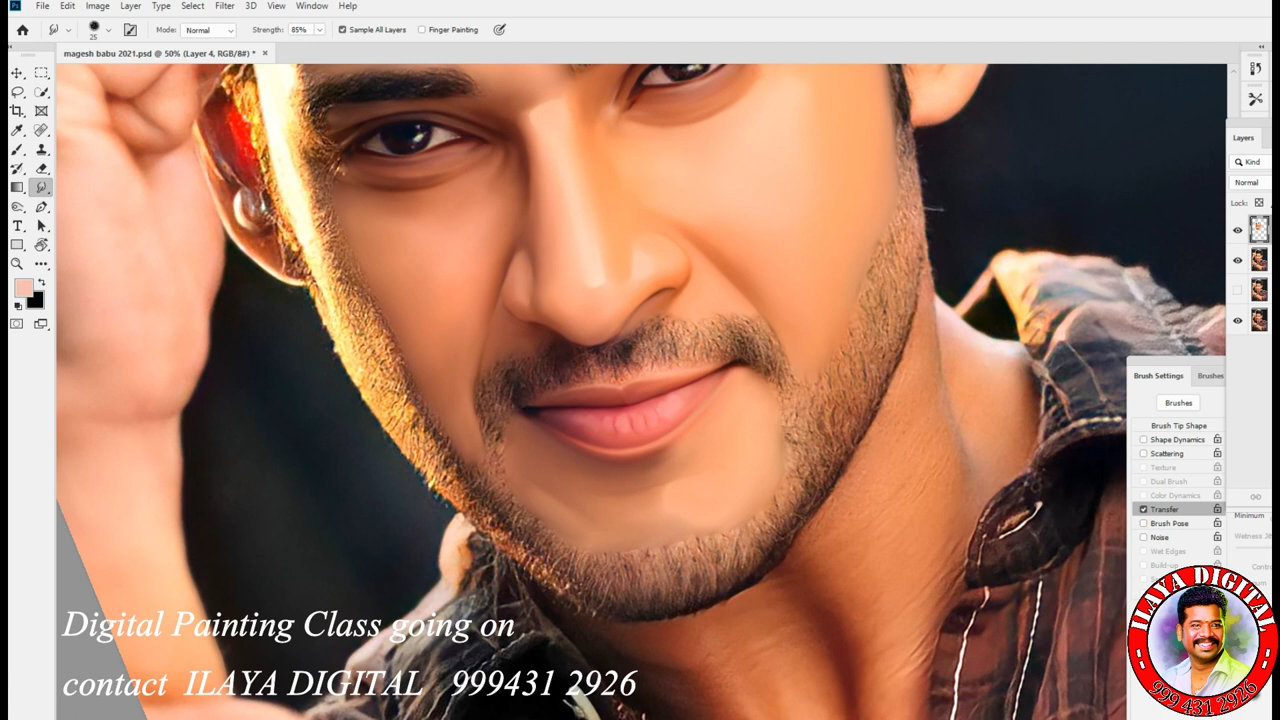 File Edit Image Layer Type Select Filter 3D View Window Help
25 Mode: Normal Strength: 85% Sample All Layers Finger Painting
magesh babu 2021.psd @ 50% (Layer 4, RGB/8#) * ×
Layers
Kind
Normal
Lock:
Brush Settings Brushes
Brushes
Brush Tip Shape
Shape Dynamics
Scattering
Texture
Dual Brush
Color Dynamics
Transfer
Minimum
Brush Pose
Noise
Wet Edges
Build-up
Digital Painting Class going on
contact ILAYA DIGITAL 999431 2926
ILAYA DIGITAL
999 431 2926